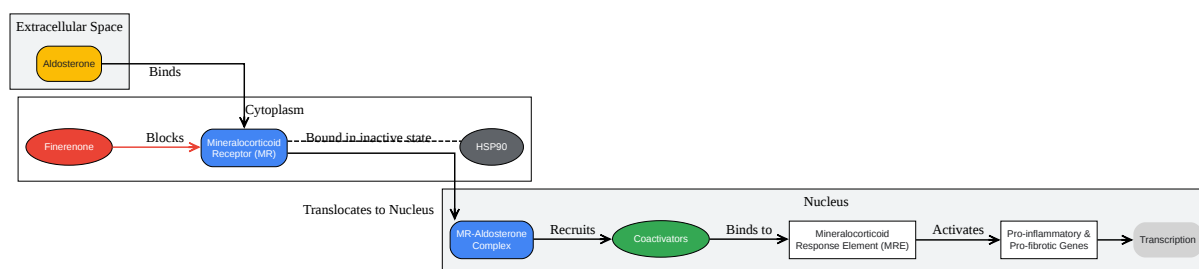 Extracellular Space
Aldosterone
Binds
Cytoplasm
Finerenone
Blocks
Mineralocorticoid
Receptor (MR)
Bound in inactive state
HSP90
Translocates to Nucleus
Nucleus
MR-Aldosterone
Complex
Recruits
Coactivators
Binds to
Mineralocorticoid
Response Element (MRE)
Activates
Pro-inflammatory &
Pro-fibrotic Genes
Transcription